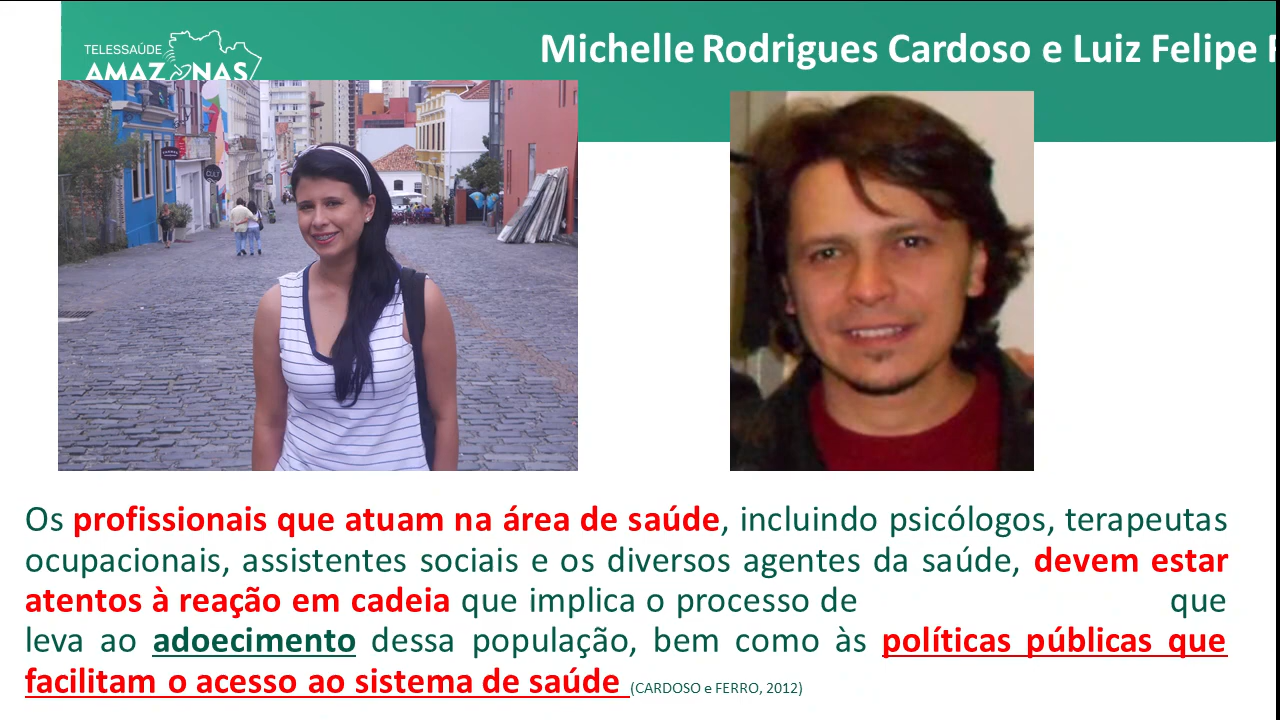 TELESSAÚDE
AMAZONAS
Michelle Rodrigues Cardoso e Luiz Felipe
CULT
Os profissionais que atuam na área de saúde, incluindo psicólogos, terapeutas
ocupacionais, assistentes sociais e os diversos agentes da saúde, devem estar
atentos à reação em cadeia que implica o processo de que
leva ao adoecimento dessa população, bem como às políticas públicas que
facilitam o acesso ao sistema de saúde (CARDOSO e FERRO, 2012)